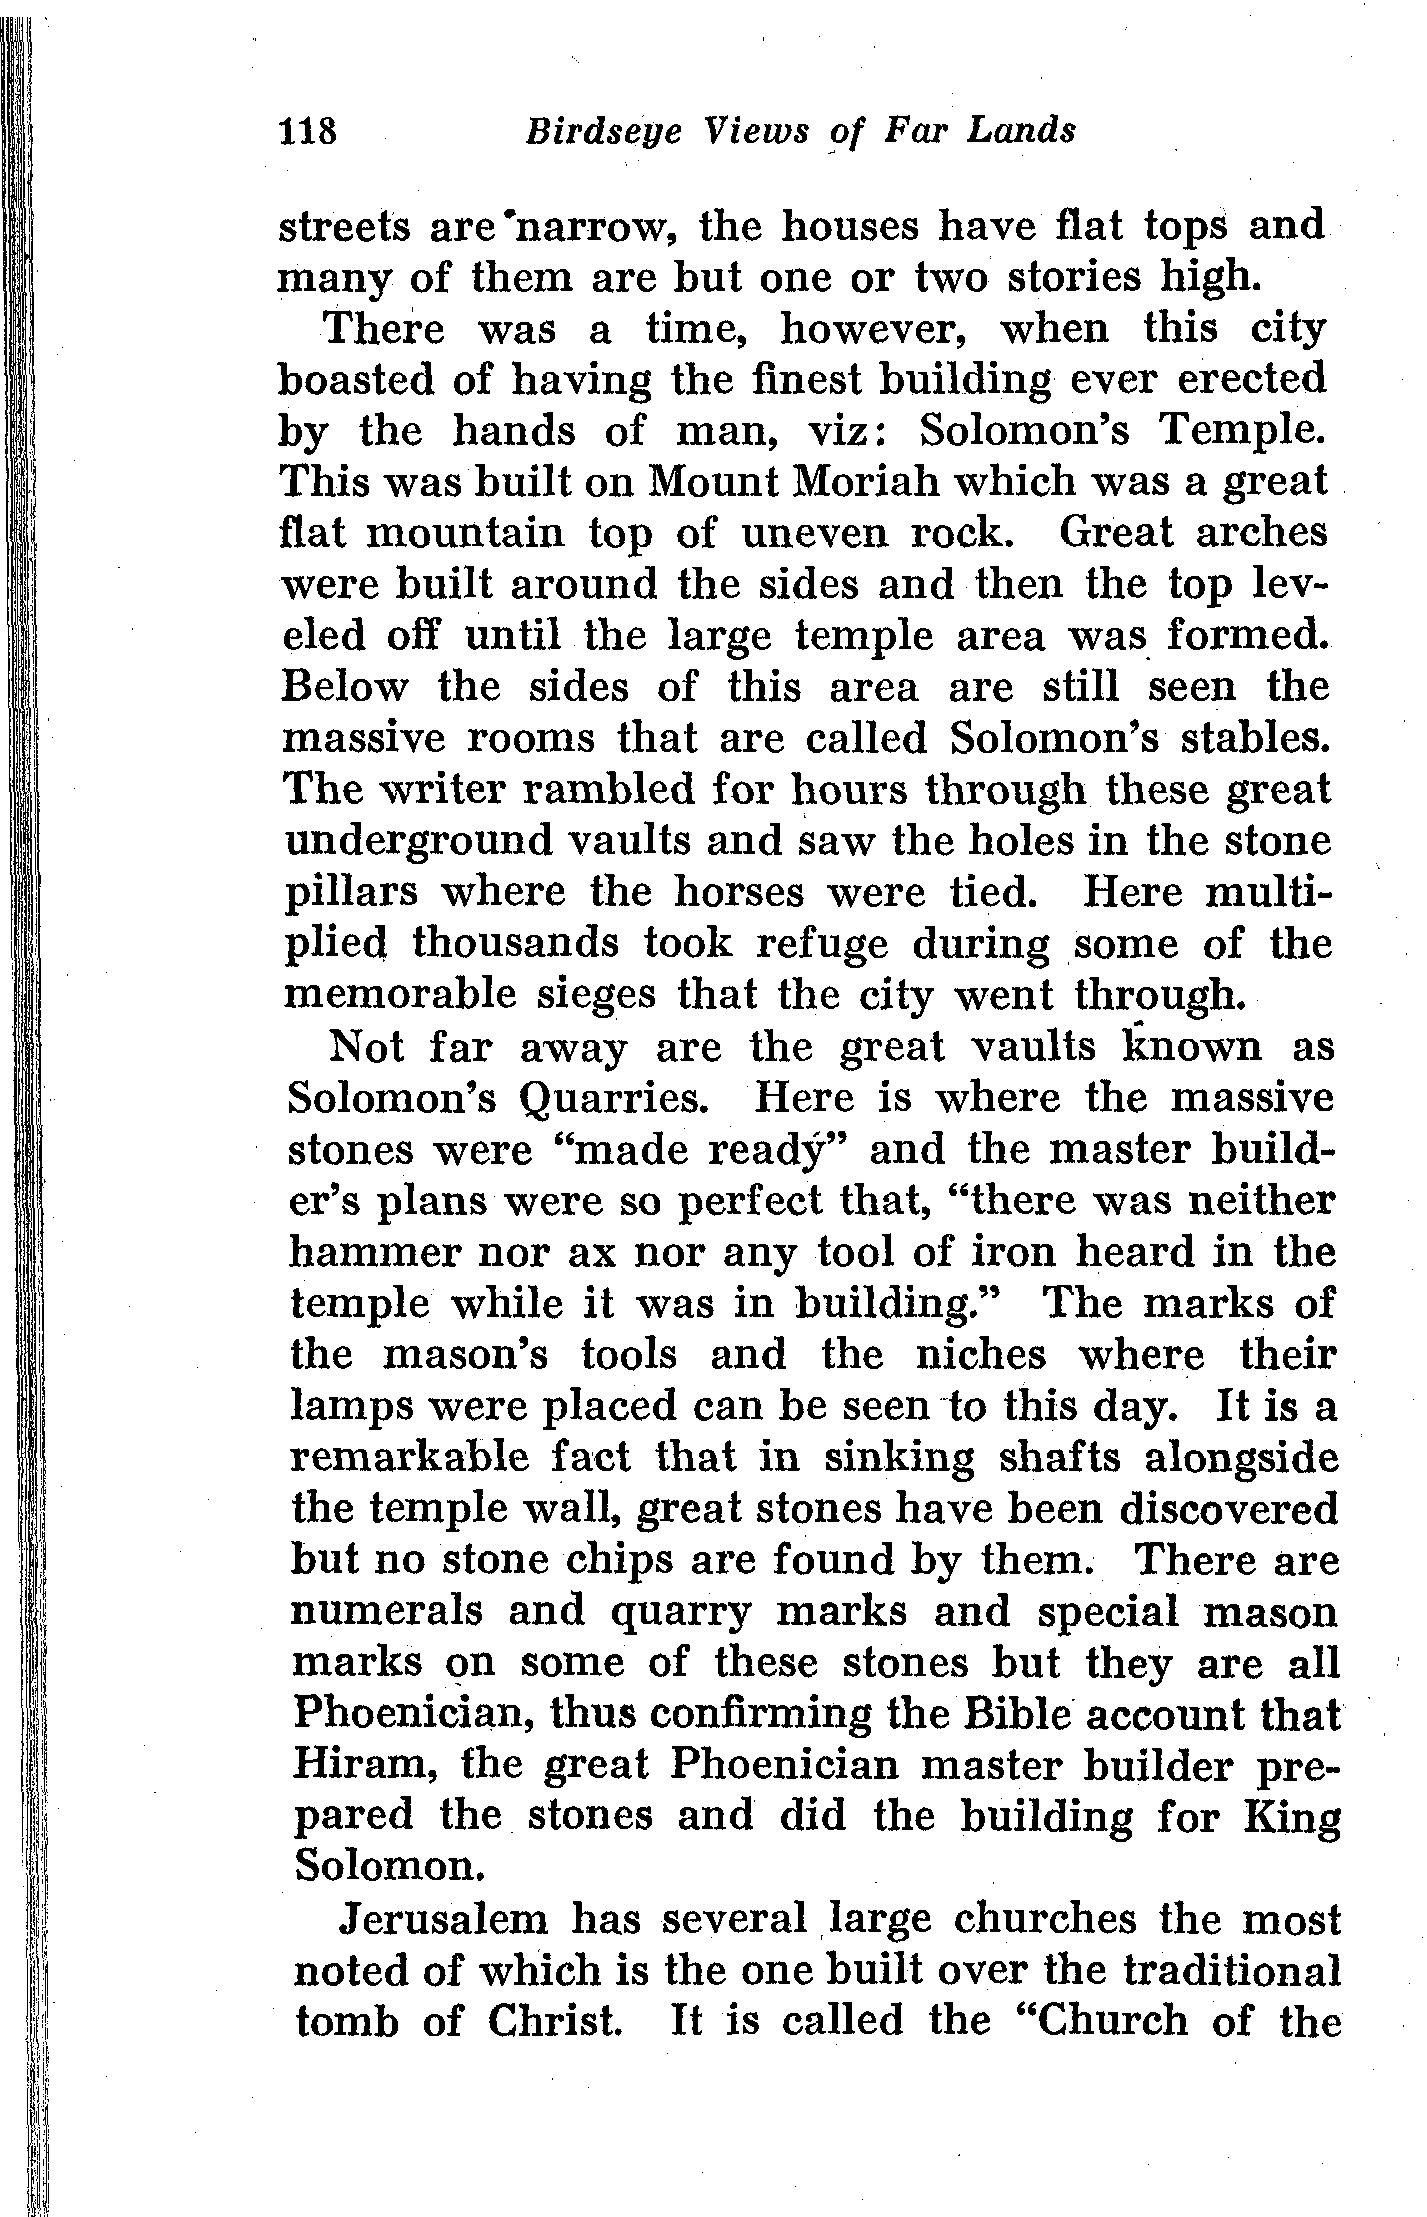 118 Birdseye Views of Far Lands
streets are narrow, the houses have flat tops and
many of them are but one or two stories high.
There was a time, however, when this city
boasted of having the finest building ever erected
by the hands of man, viz: Solomon's Temple.
This was built on Mount Moriah which was a great
flat mountain top of uneven rock. Great arches
were built around the sides and then the top lev-
eled off until the large temple area was formed.
Below the sides of this area are still seen the
massive rooms that are called Solomon's stables.
The writer rambled for hours through these great
underground vaults and saw the holes in the stone
pillars where the horses were tied. Here multi-
plied thousands took refuge during some of the
memorable sieges that the city went through.
Not far away are the great vaults known as
Solomon's Quarries. Here is where the massive
stones were "made ready" and the master build-
er's plans were so perfect that, "there was neither
hammer nor ax nor any tool of iron heard in the
temple while it was in building." The marks of
the mason's tools and the niches where their
lamps were placed can be seen to this day. It is a
remarkable fact that in sinking shafts alongside
the temple wall, great stones have been discovered
but no stone chips are found by them. There are
numerals and quarry marks and special mason
marks on some of these stones but they are all
Phoenician, thus confirming the Bible account that
Hiram, the great Phoenician master builder pre-
pared the stones and did the building for King
Solomon.
Jerusalem has several large churches the most
noted of which is the one built over the traditional
tomb of Christ. It is called the "Church of the